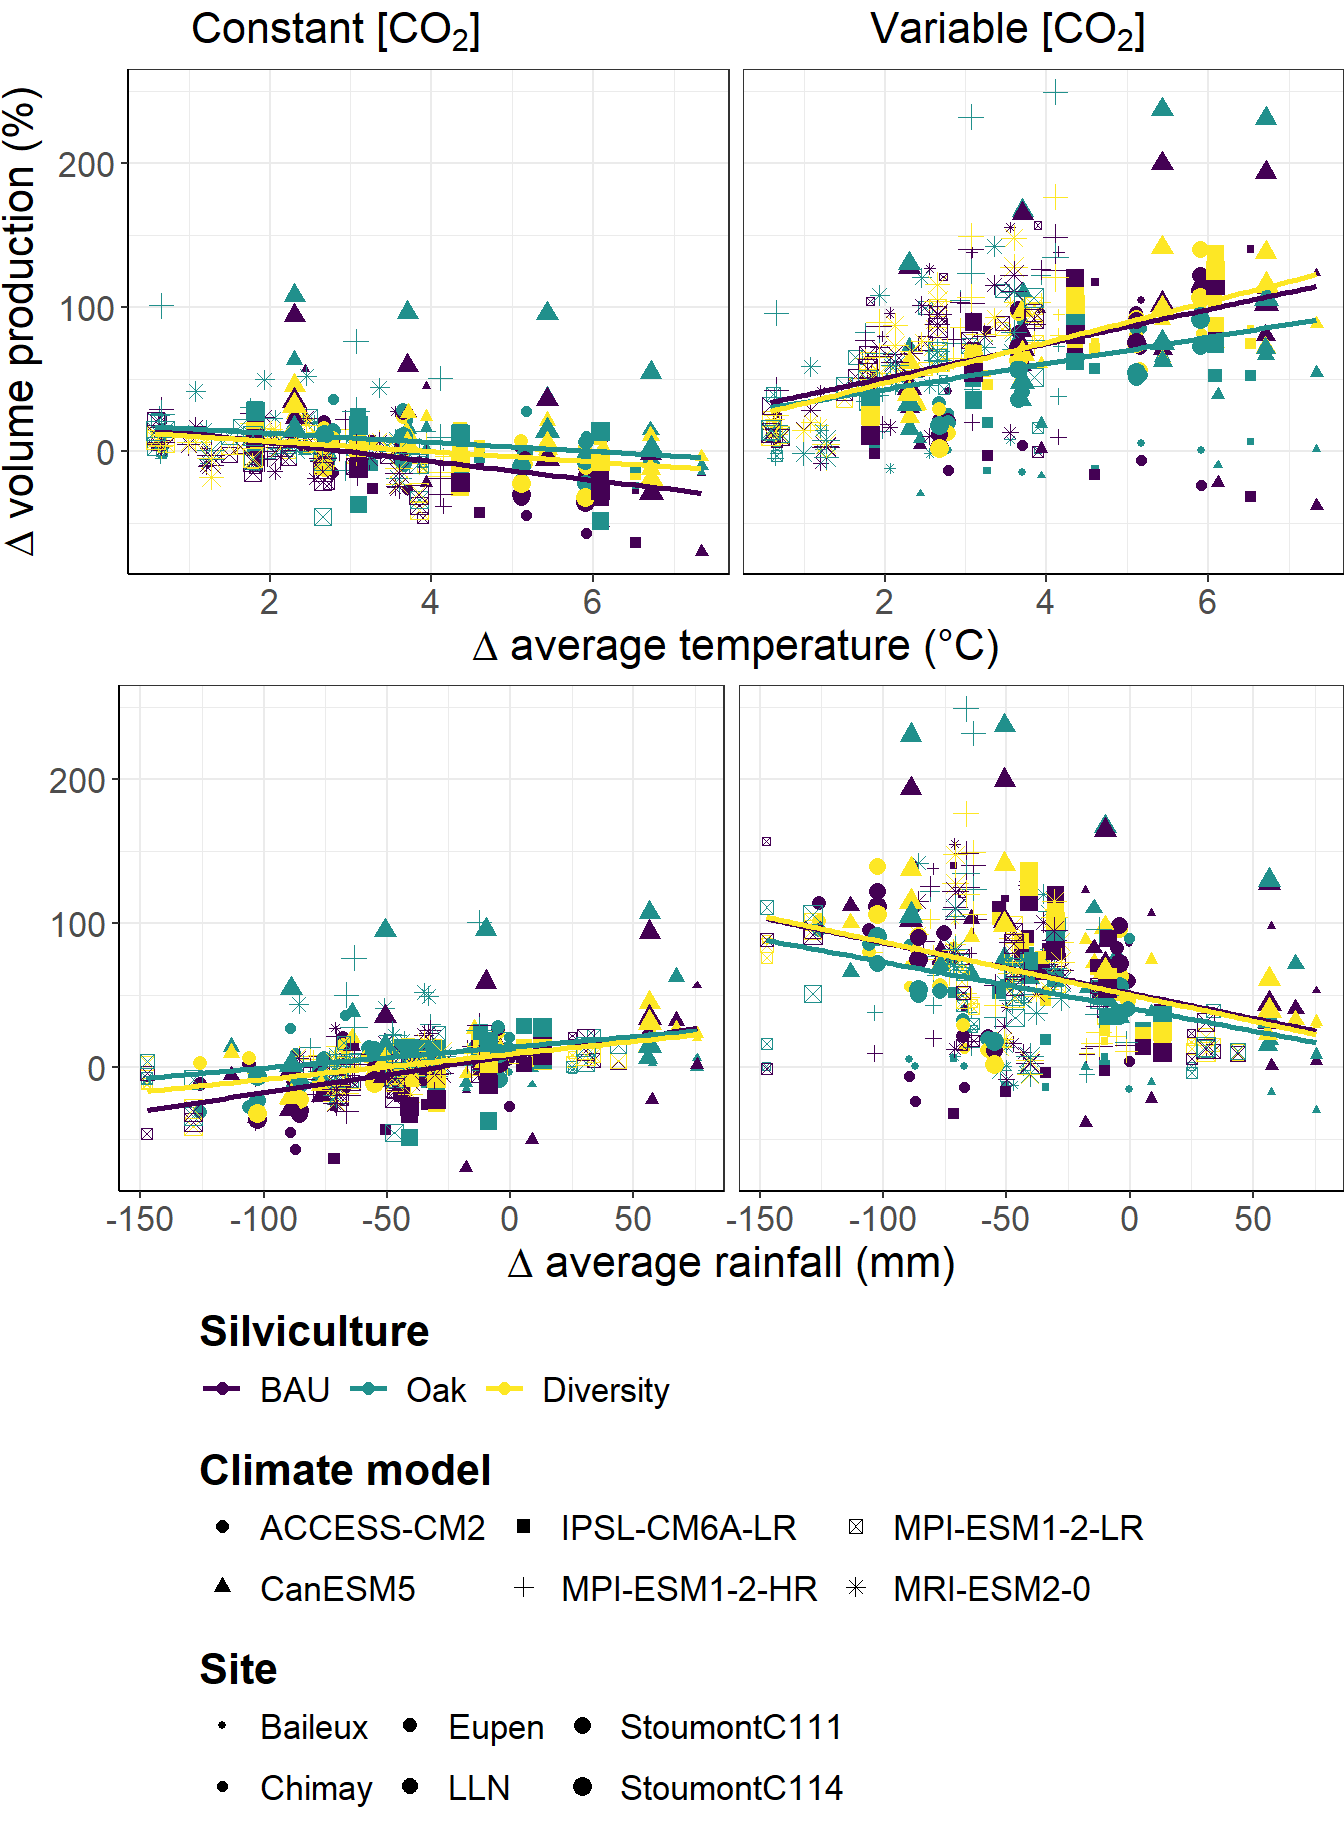 Constant [CO₂] Variable [CO₂]
Δ volume production (%)
200
100
0
2 4 6 2 4 6
Δ average temperature (°C)
200
100
0
-150 -100 -50 0 50 -150 -100 -50 0 50
Δ average rainfall (mm)
Silviculture
BAU Oak Diversity
Climate model
ACCESS-CM2 IPSL-CM6A-LR MPI-ESM1-2-LR
CanESM5 MPI-ESM1-2-HR MRI-ESM2-0
Site
Baileux Eupen StoumontC111
Chimay LLN StoumontC114